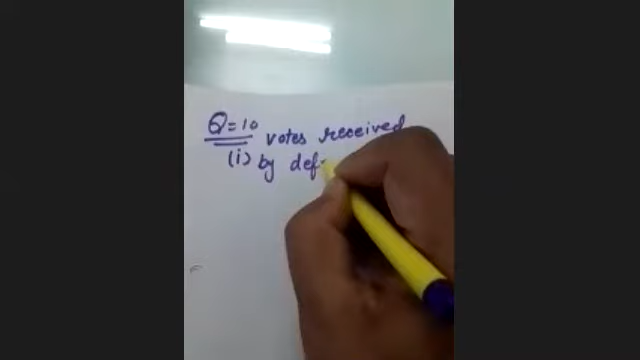 Q=10
(i) votes received
by def